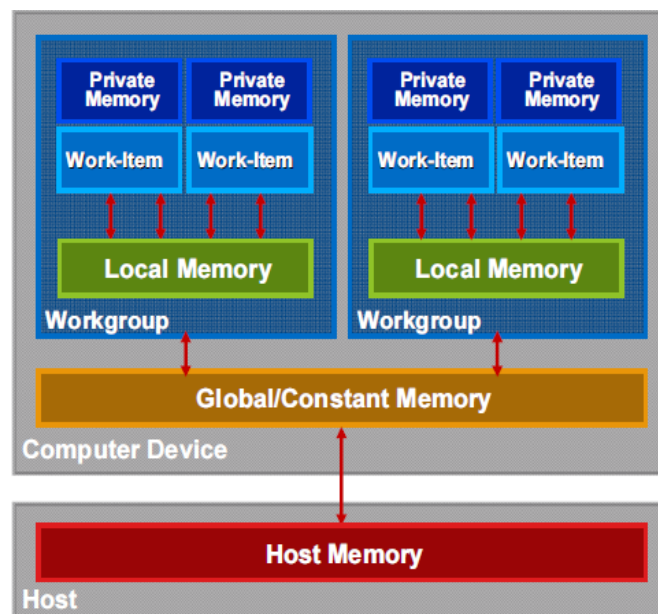 Private
Memory
Private
Memory
Work-Item
Work-Item
Local Memory
Workgroup
Private
Memory
Private
Memory
Work-Item
Work-Item
Local Memory
Workgroup
Global/Constant Memory
Computer Device
Host Memory
Host